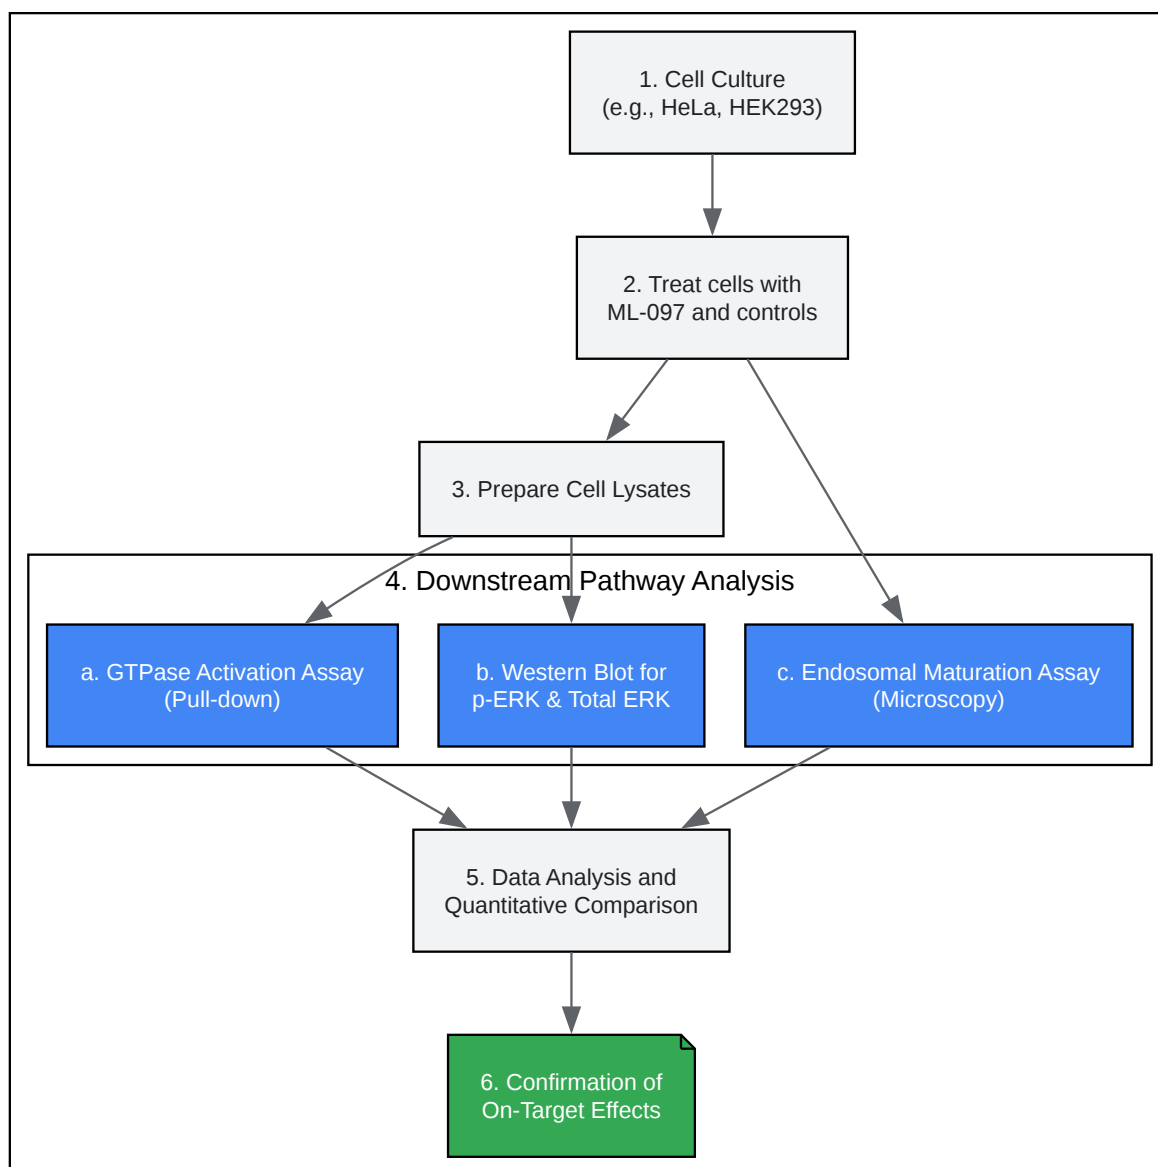 1. Cell Culture
(e.g., HeLa, HEK293)
2. Treat cells with
ML-097 and controls
3. Prepare Cell Lysates
4. Downstream Pathway Analysis
a. GTPase Activation Assay
(Pull-down)
b. Western Blot for
p-ERK & Total ERK
c. Endosomal Maturation Assay
(Microscopy)
5. Data Analysis and
Quantitative Comparison
6. Confirmation of
On-Target Effects